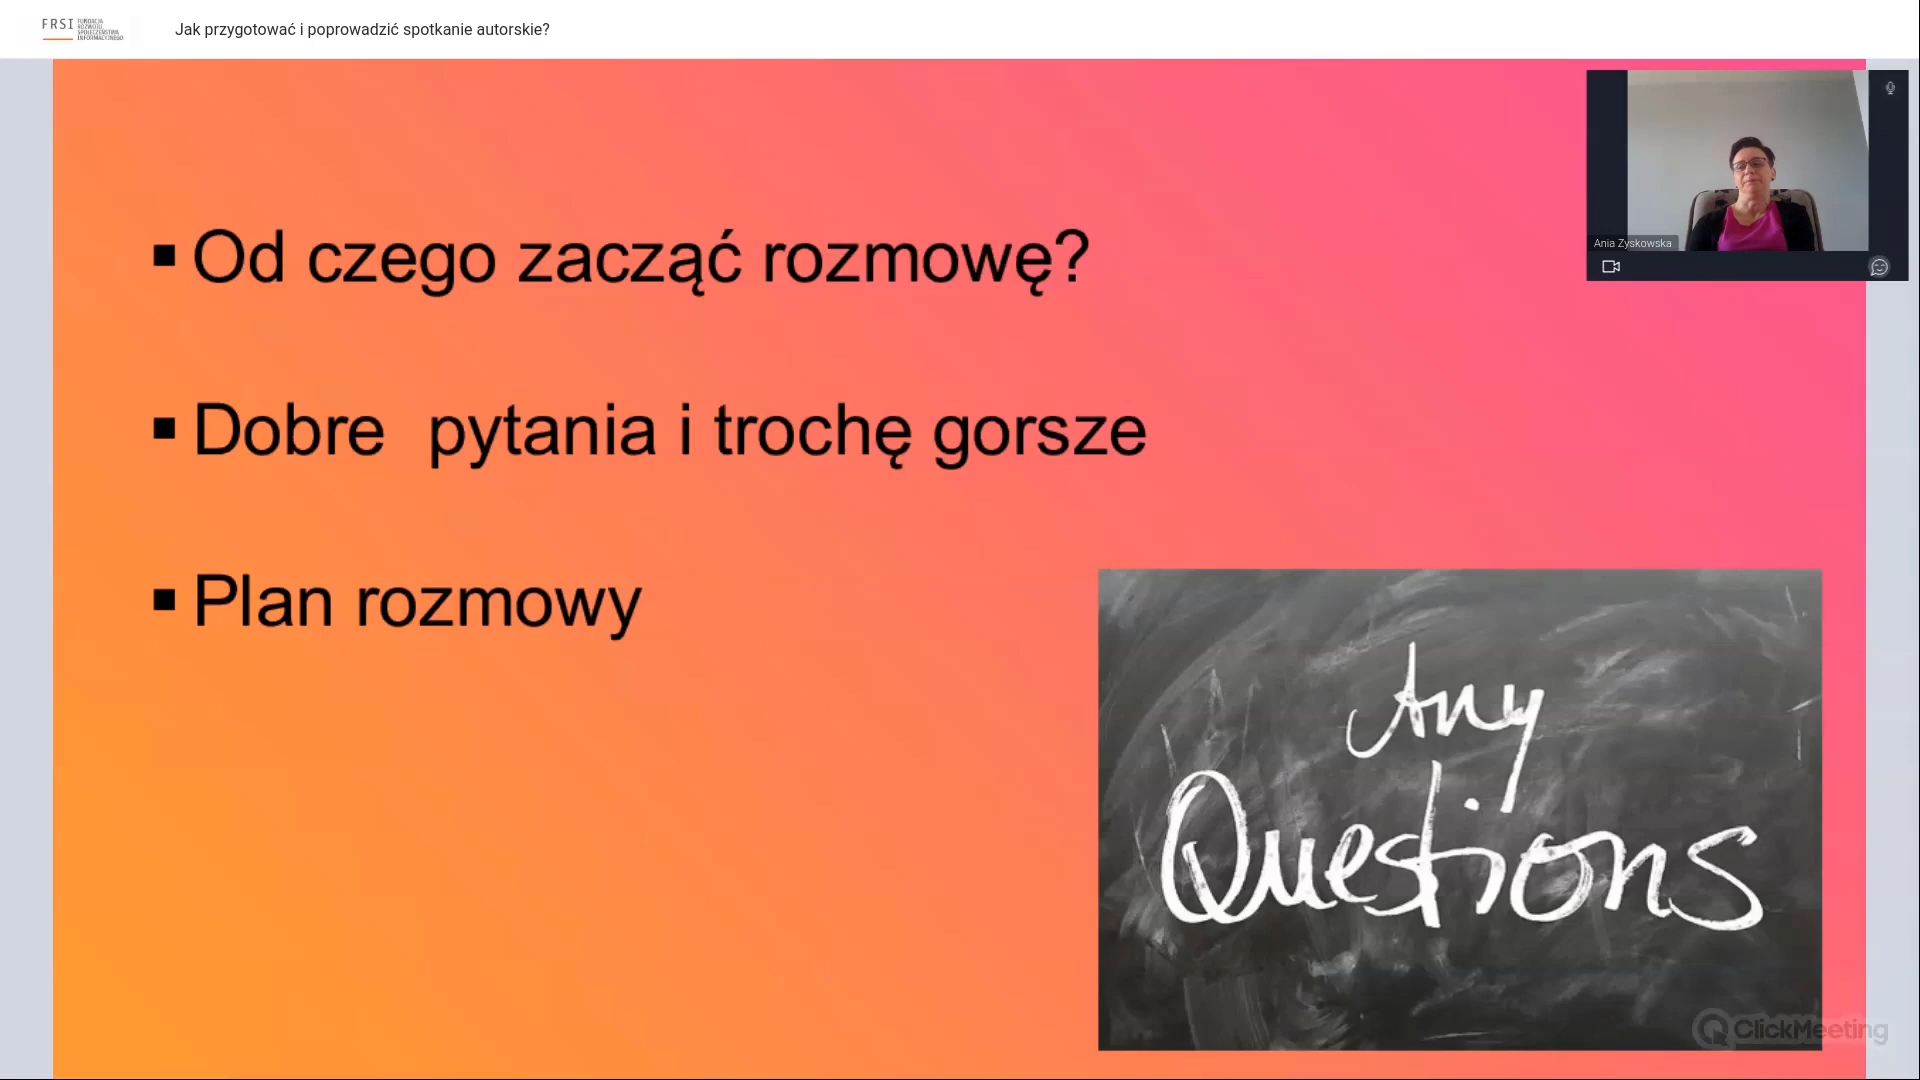 FRSI FUNDACJA
ROZWOJU
SPOŁECZEŃSTWA
INFORMACYJNEGO
Jak przygotować i poprowadzić spotkanie autorskie?
Ania Zyskowska
▪ Od czego zacząć rozmowę?
▪ Dobre  pytania i trochę gorsze
▪ Plan rozmowy
Any
Questions
ClickMeeting